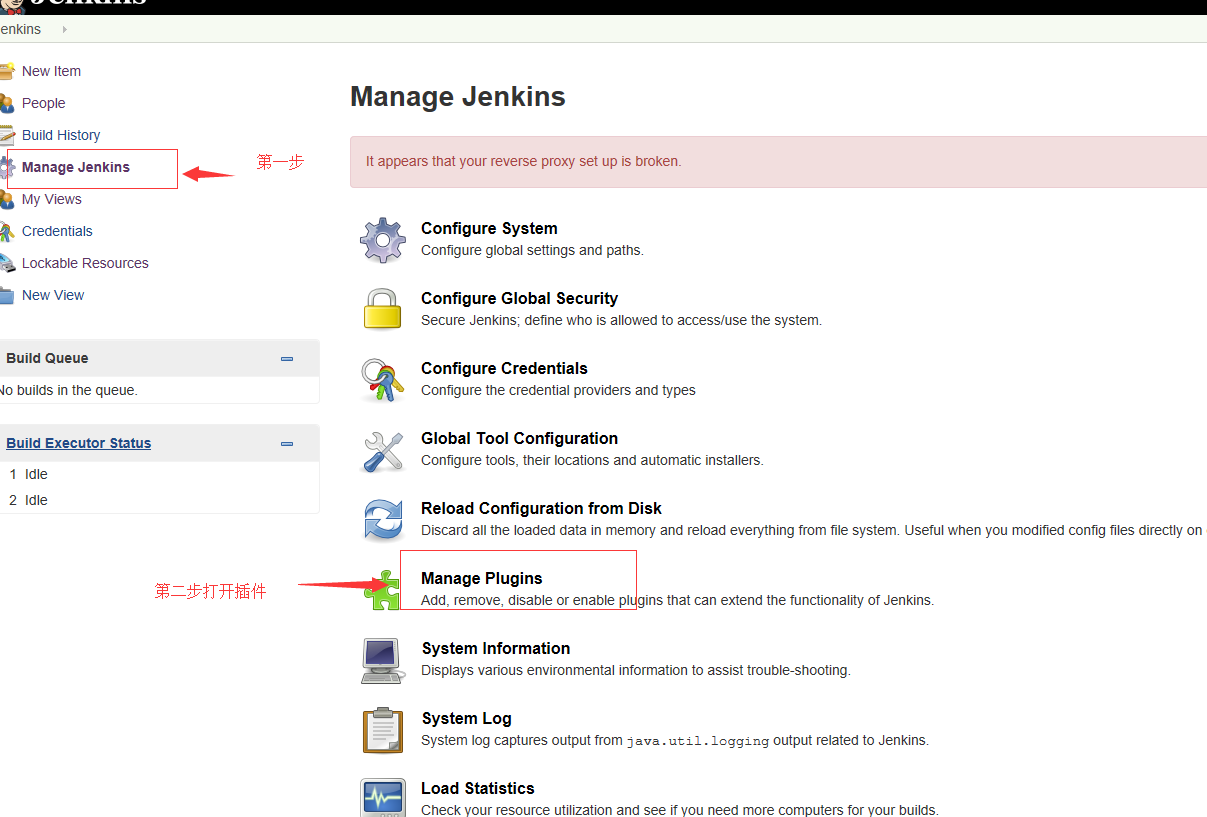 Jenkins
enkins
New Item
People
Build History
Manage Jenkins
第一步
My Views
Credentials
Lockable Resources
New View
Build Queue
No builds in the queue.
Build Executor Status
1 Idle
2 Idle
第二步打开插件
Manage Jenkins
It appears that your reverse proxy set up is broken.
Configure System
Configure global settings and paths.
Configure Global Security
Secure Jenkins; define who is allowed to access/use the system.
Configure Credentials
Configure the credential providers and types
Global Tool Configuration
Configure tools, their locations and automatic installers.
Reload Configuration from Disk
Discard all the loaded data in memory and reload everything from file system. Useful when you modified config files directly on
Manage Plugins
Add, remove, disable or enable plugins that can extend the functionality of Jenkins.
System Information
Displays various environmental information to assist trouble-shooting.
System Log
System log captures output from java.util.logging output related to Jenkins.
Load Statistics
Check your resource utilization and see if you need more computers for your builds.